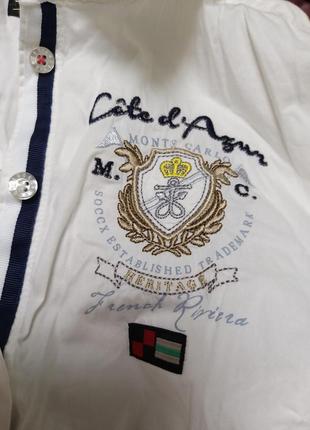 Côte d'Azur
MONTE CARLO
M. C.
SOCCX ESTABLISHED TRADEMARK
HERITAGE
French Riviera